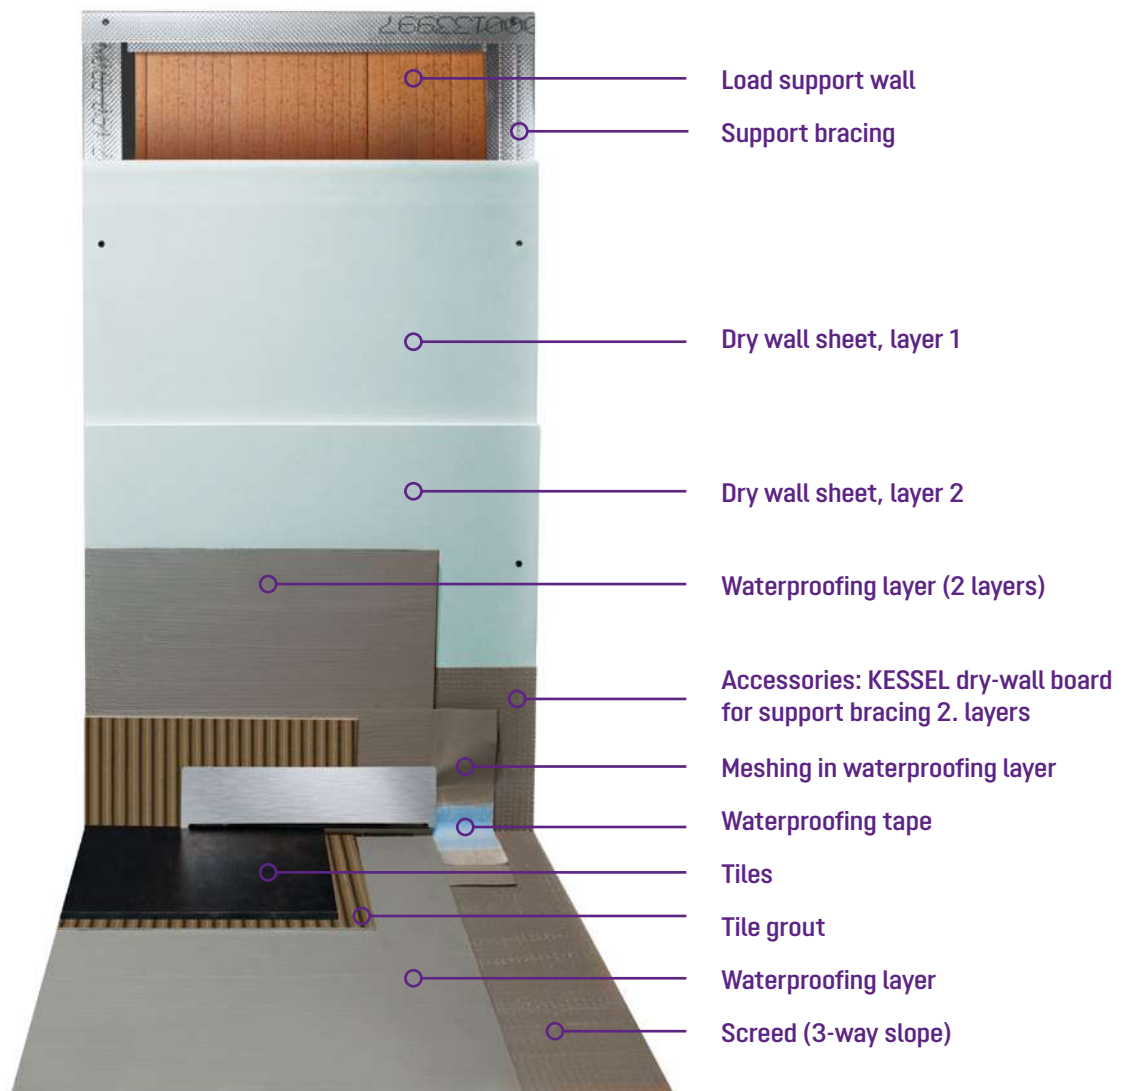 Load support wall
Support bracing
Dry wall sheet, layer 1
Dry wall sheet, layer 2
Waterproofing layer (2 layers)
Accessories: KESSEL dry-wall board
for support bracing 2. layers
Meshing in waterproofing layer
Waterproofing tape
Tiles
Tile grout
Waterproofing layer
Screed (3-way slope)